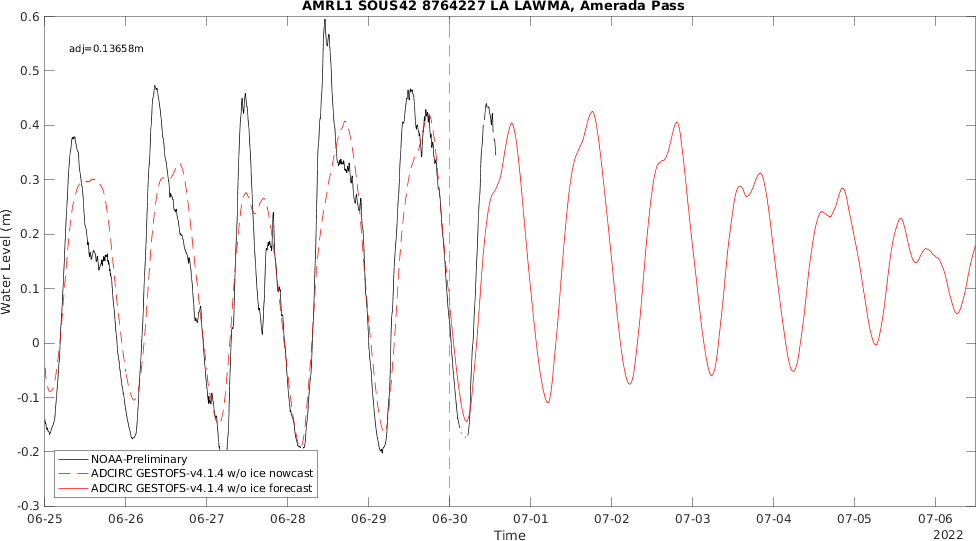 AMRL1 SOUS42 8764227 LA LAWMA, Amerada Pass
adj=0.13658m
0.6
0.5
0.4
0.3
0.2
0.1
0
-0.1
-0.2
-0.3
Water Level (m)
NOAA-Preliminary
ADCIRC GESTOFS-v4.1.4 w/o ice nowcast
ADCIRC GESTOFS-v4.1.4 w/o ice forecast
06-25 06-26 06-27 06-28 06-29 06-30 07-01 07-02 07-03 07-04 07-05 07-06
Time
2022